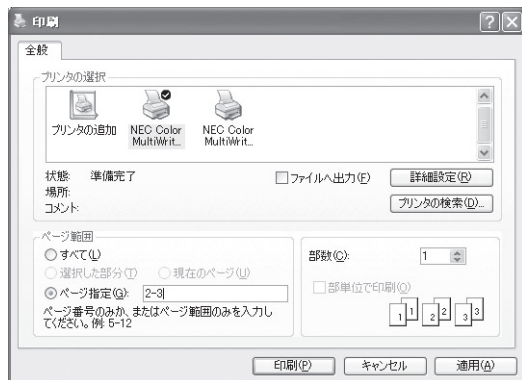 印刷
全般
プリンタの選択
プリンタの追加
NEC Color
MultiWrit...
NEC Color
MultiWrit...
状態: 準備完了
場所:
コメント:
ファイルへ出力(F)
詳細設定(R)
プリンタの検索(D)...
ページ範囲
すべて(L)
選択した部分(T)
現在のページ(U)
ページ指定(G): 2-3
ページ番号のみか、またはページ範囲のみを入力し
てください。例: 5-12
部数(C): 1
部単位で印刷(O)
1 1 2 2 3 3
印刷(P)
キャンセル
適用(A)